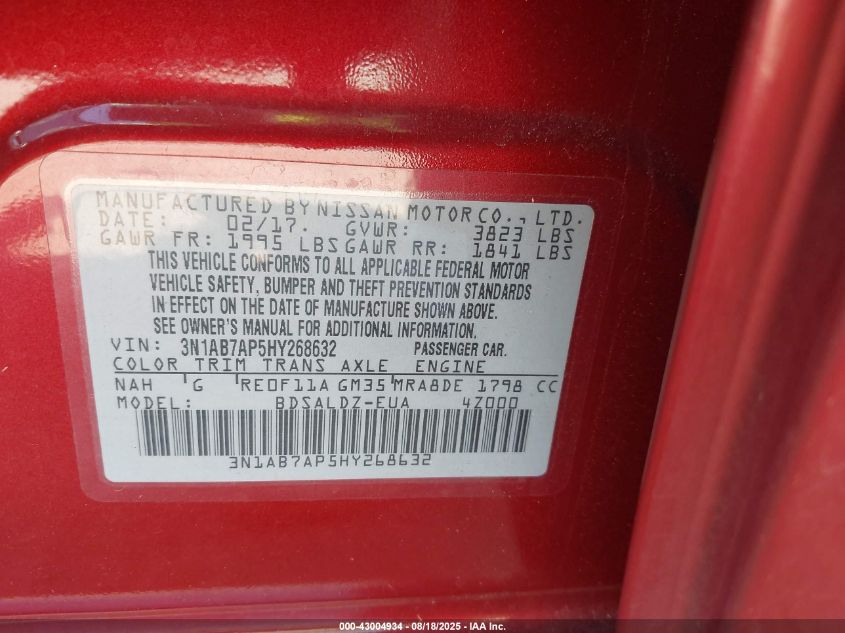 MANUFACTURED BY NISSAN MOTOR CO., LTD.
DATE: 02/17. GVWR: 3823 LBS
GAWR FR: 1995 LBS GAWR RR: 1841 LBS
THIS VEHICLE CONFORMS TO ALL APPLICABLE FEDERAL MOTOR
VEHICLE SAFETY, BUMPER AND THEFT PREVENTION STANDARDS
IN EFFECT ON THE DATE OF MANUFACTURE SHOWN ABOVE.
SEE OWNER'S MANUAL FOR ADDITIONAL INFORMATION.
VIN: 3N1AB7AP5HY268632 PASSENGER CAR.
COLOR TRIM TRANS AXLE ENGINE
NAH G RE0F11A GM35 MRA8DE 1798 CC
MODEL: BDSALDZ-EUA 4Z000
3N1AB7AP5HY268632
000-43004934 - 08/18/2025 - IAA Inc.